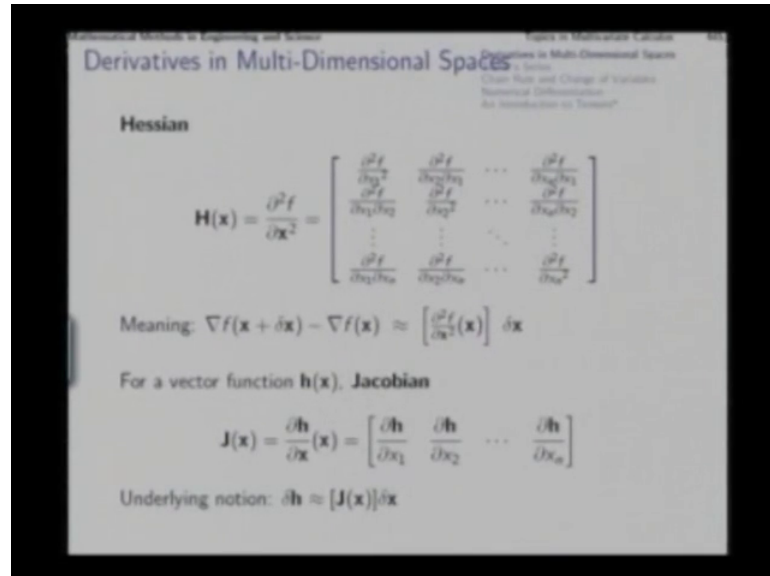 Mathematical Methods in Engineering and Science Topics in Multivariate Calculus
Derivatives in Multi-Dimensional Spaces
Derivatives in Multi-Dimensional Spaces
Series
Chain Rule and Change of Variables
Numerical Differentiation
An Introduction to Tensors*
Hessian
H(x) = ∂²f/∂x² = [ ∂²f/∂x₁² ∂²f/∂x₂∂x₁ ⋯ ∂²f/∂xₙ∂x₁
∂²f/∂x₁∂x₂ ∂²f/∂x₂² ⋯ ∂²f/∂xₙ∂x₂
⋮ ⋮ ⋱ ⋮
∂²f/∂x₁∂xₙ ∂²f/∂x₂∂xₙ ⋯ ∂²f/∂xₙ² ]
Meaning: ∇f(x + δx) − ∇f(x) ≈ [∂²f/∂x²(x)] δx
For a vector function h(x), Jacobian
J(x) = ∂h/∂x(x) = [∂h/∂x₁ ∂h/∂x₂ ⋯ ∂h/∂xₙ]
Underlying notion: δh ≈ [J(x)]δx